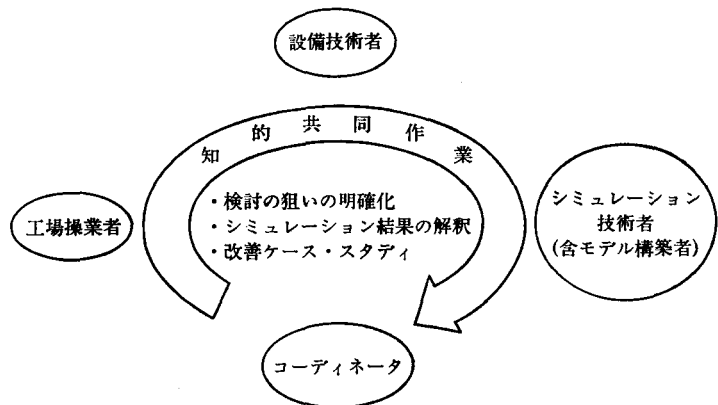 設備技術者
知的共同作業
工場操業者
・検討の狙いの明確化
・シミュレーション結果の解釈
・改善ケース・スタディ
シミュレーション
技術者
(含モデル構築者)
コーディネータ